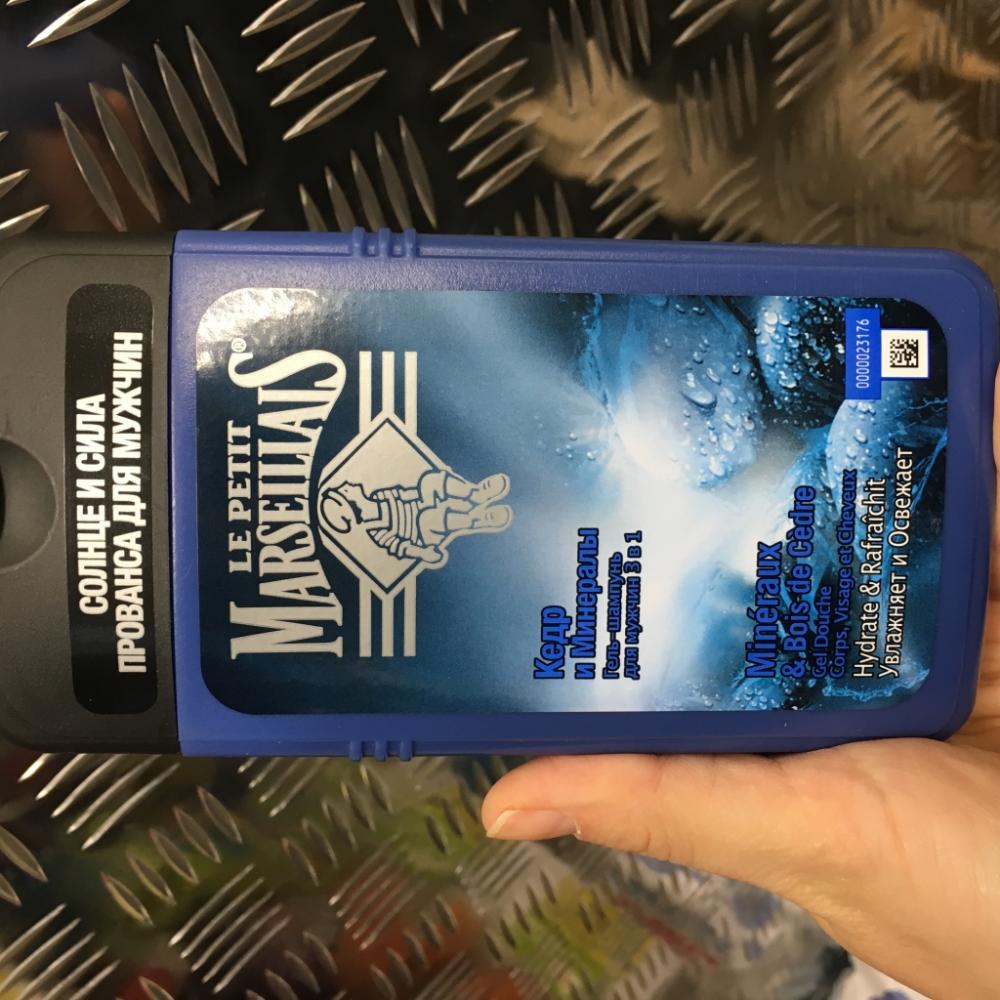 СОЛНЦЕ И СИЛА
ПРОВАНСА ДЛЯ МУЖЧИН
LE PETIT
MARSEILLAIS®
Кедр
и Минералы
Гель-шампунь
для мужчин 3 в 1
Minéraux
& Bois de Cèdre
Gel Douche
Corps, Visage et Cheveux
Hydrate & Rafraîchit
Увлажняет и Освежает
0000023176